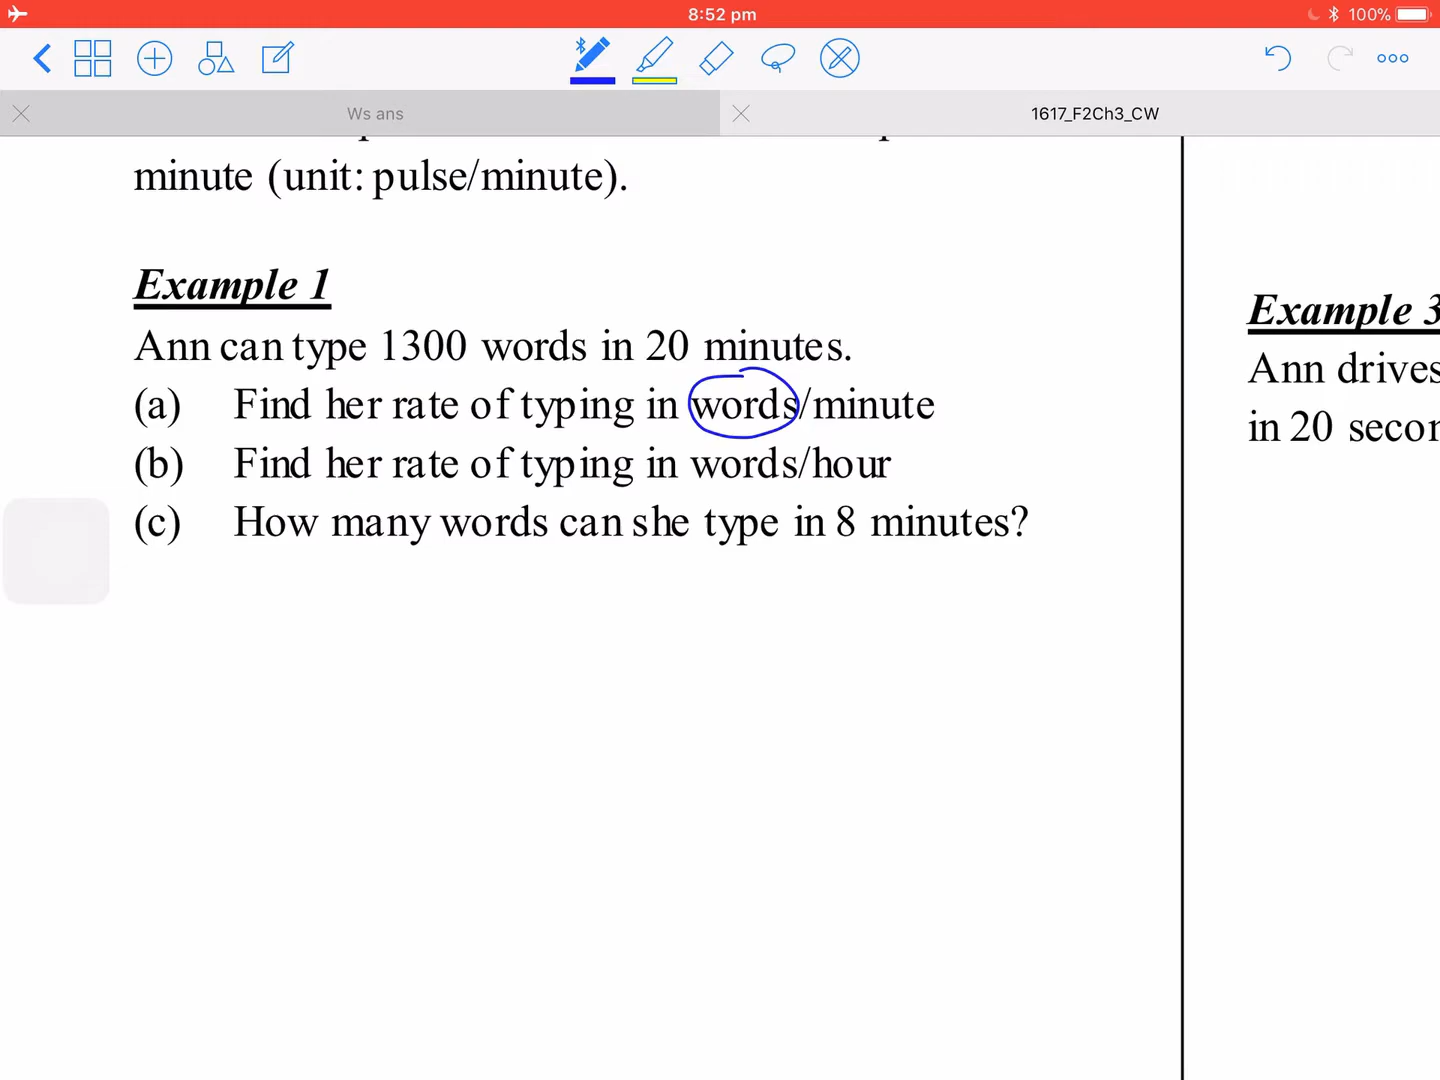 8:52 pm
100%
Ws ans
1617_F2Ch3_CW
minute (unit: pulse/minute).
Example 1
Ann can type 1300 words in 20 minutes.
(a) Find her rate of typing in words/minute
(b) Find her rate of typing in words/hour
(c) How many words can she type in 8 minutes?
Example 3
Ann drives
in 20